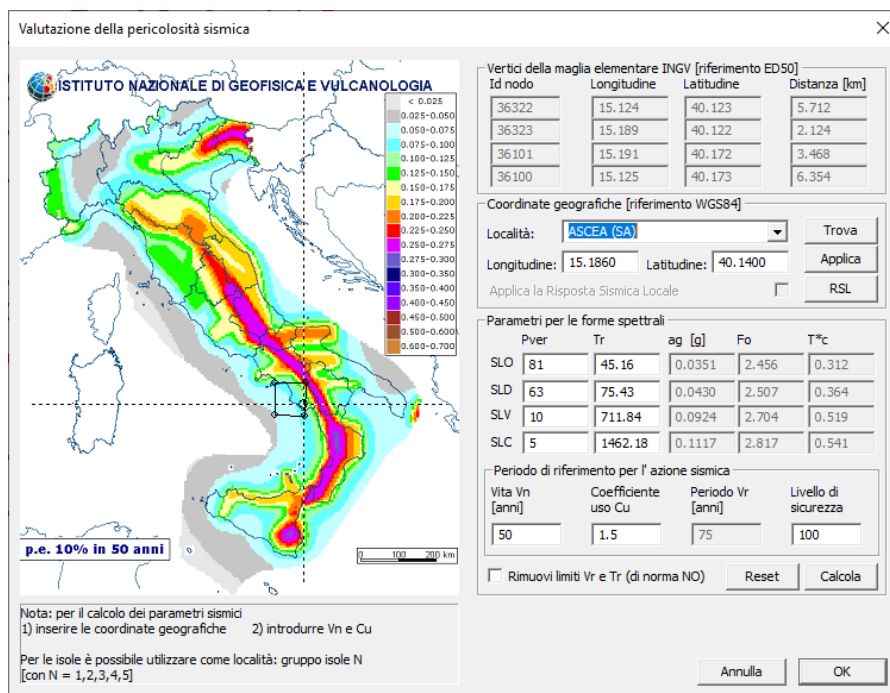 Valutazione della pericolosità sismica
ISTITUTO NAZIONALE DI GEOFISICA E VULCANOLOGIA
< 0.025
0.025-0.050
0.050-0.075
0.075-0.100
0.100-0.125
0.125-0.150
0.150-0.175
0.175-0.200
0.200-0.225
0.225-0.250
0.250-0.275
0.275-0.300
0.300-0.350
0.350-0.400
0.400-0.450
0.450-0.500
0.500-0.600
0.600-0.700
p.e. 10% in 50 anni
0 100 200 km
Nota: per il calcolo dei parametri sismici
1) inserire le coordinate geografiche 2) introdurre Vn e Cu
Per le isole è possibile utilizzare come località: gruppo isole N
[con N = 1,2,3,4,5]
Vertici della maglia elementare INGV [riferimento ED50]
Id nodo Longitudine Latitudine Distanza [km]
36322 15.124 40.123 5.712
36323 15.189 40.122 2.124
36101 15.191 40.172 3.468
36100 15.125 40.173 6.354
Coordinate geografiche [riferimento WGS84]
Località: ASCEA (SA) Trova
Longitudine: 15.1860 Latitudine: 40.1400 Applica
Applica la Risposta Sismica Locale RSL
Parametri per le forme spettrali
Pver Tr ag [g] Fo T*c
SLO 81 45.16 0.0351 2.456 0.312
SLD 63 75.43 0.0430 2.507 0.364
SLV 10 711.84 0.0924 2.704 0.519
SLC 5 1462.18 0.1117 2.817 0.541
Periodo di riferimento per l' azione sismica
Vita Vn Coefficiente Periodo Vr Livello di
[anni] uso Cu [anni] sicurezza
50 1.5 75 100
Rimuovi limiti Vr e Tr (di norma NO) Reset Calcola
Annulla OK